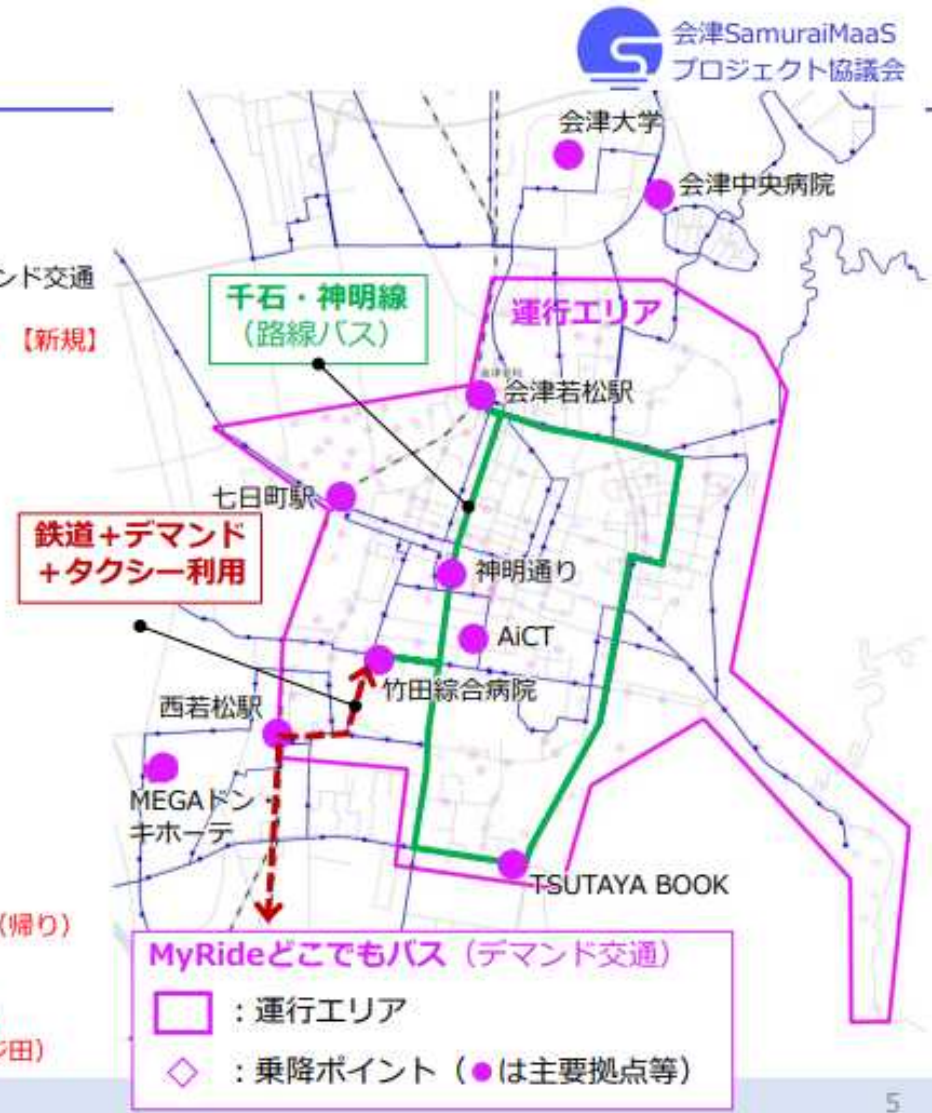 会津SamuraiMaaS
プロジェクト協議会
会津大学
会津中央病院
ンド交通
【新規】
千石・神明線
（路線バス）
運行エリア
会津若松駅
七日町駅
鉄道＋デマンド
＋タクシー利用
神明通り
AiCT
竹田綜合病院
西若松駅
MEGAドン・
キホーテ
TSUTAYA BOOK
（帰り）
MyRideどこでもバス（デマンド交通）
：運行エリア
：乗降ポイント（●は主要拠点等）
田）
5